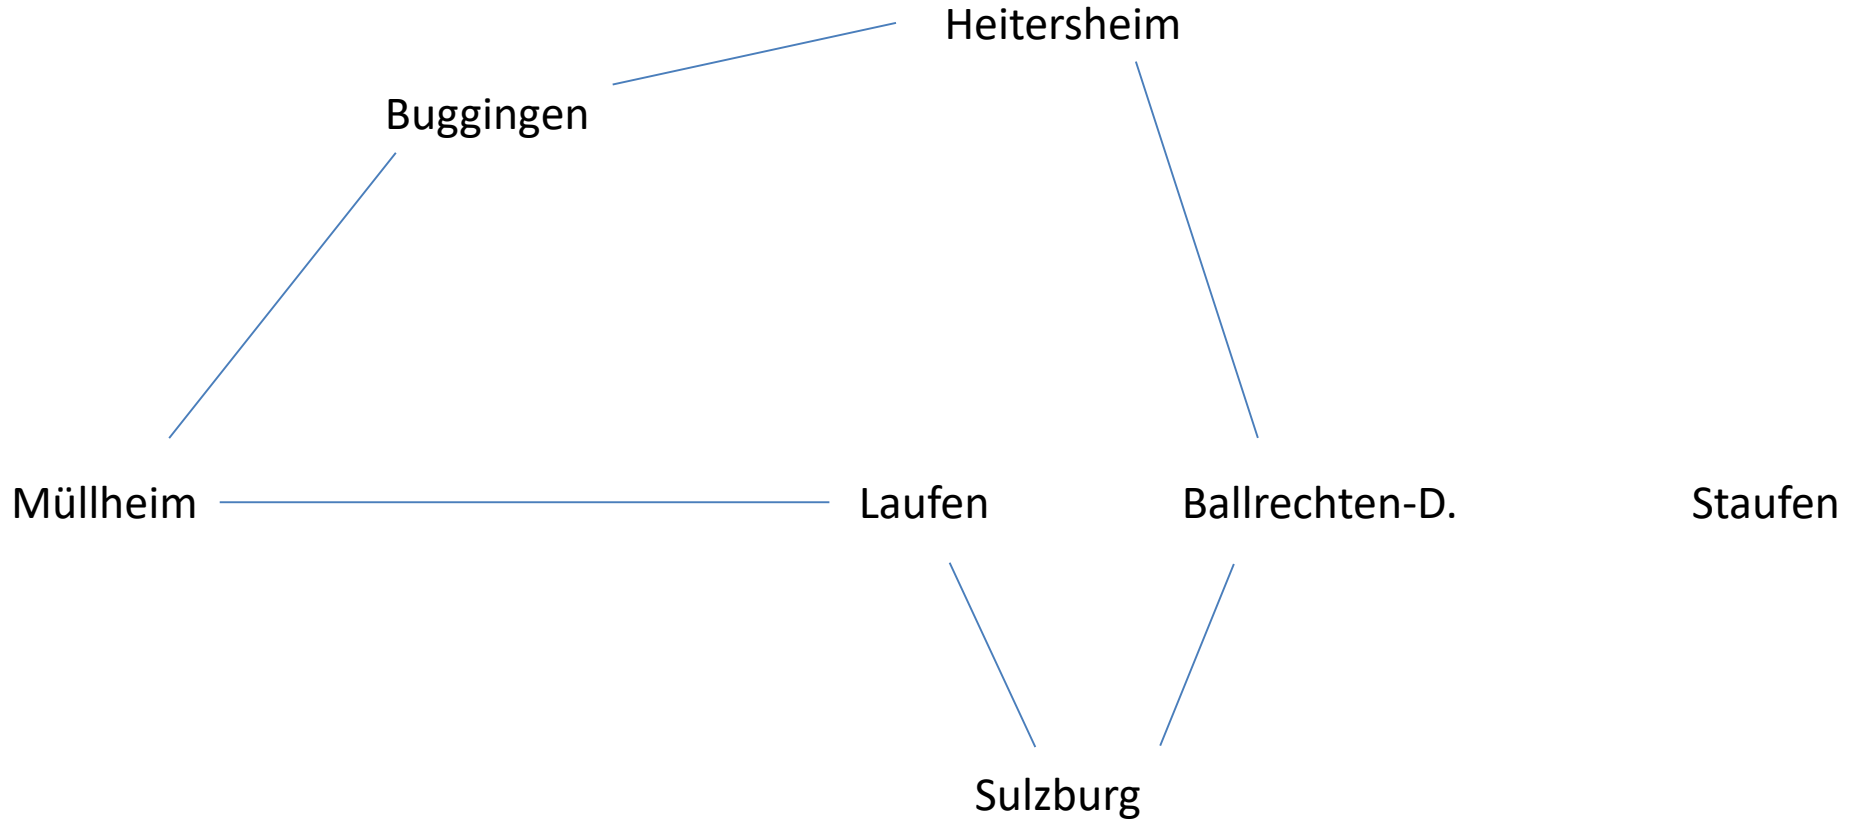 Heitersheim
Buggingen
Müllheim
Laufen
Ballrechten-D.
Staufen
Sulzburg